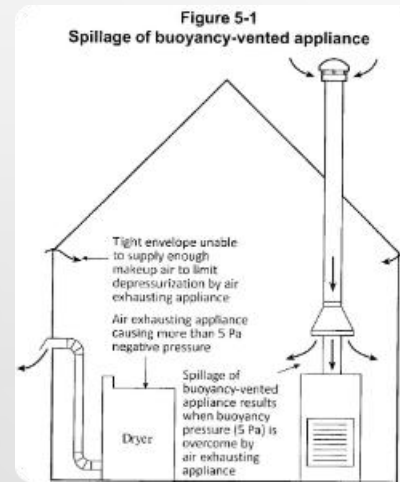 Figure 5-1
Spillage of buoyancy-vented appliance
Tight envelope unable
to supply enough
makeup air to limit
depressurization by air
exhausting appliance
Air exhausting appliance
causing more than 5 Pa
negative pressure
Spillage of
buoyancy-vented
appliance results
when buoyancy
pressure (5 Pa) is
overcome by
air exhausting
appliance
Dryer